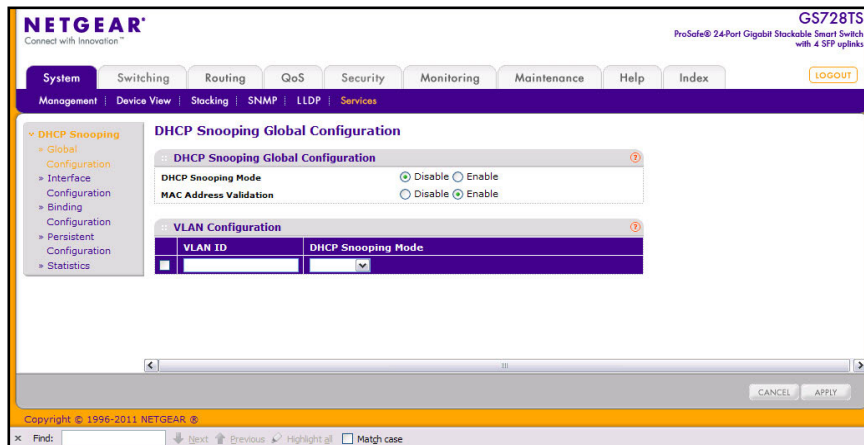 NETGEAR®
Connect with Innovation™
GS728TS
ProSafe® 24-Port Gigabit Stackable Smart Switch
with 4 SFP uplinks
System Switching Routing QoS Security Monitoring Maintenance Help Index LOGOUT
Management Device View Stacking SNMP LLDP Services
DHCP Snooping
» Global
Configuration
» Interface
Configuration
» Binding
Configuration
» Persistent
Configuration
» Statistics
DHCP Snooping Global Configuration
DHCP Snooping Global Configuration ?
DHCP Snooping Mode Disable Enable
MAC Address Validation Disable Enable
VLAN Configuration ?
VLAN ID DHCP Snooping Mode
CANCEL APPLY
Copyright © 1996-2011 NETGEAR ®
× Find: Next Previous Highlight all Match case